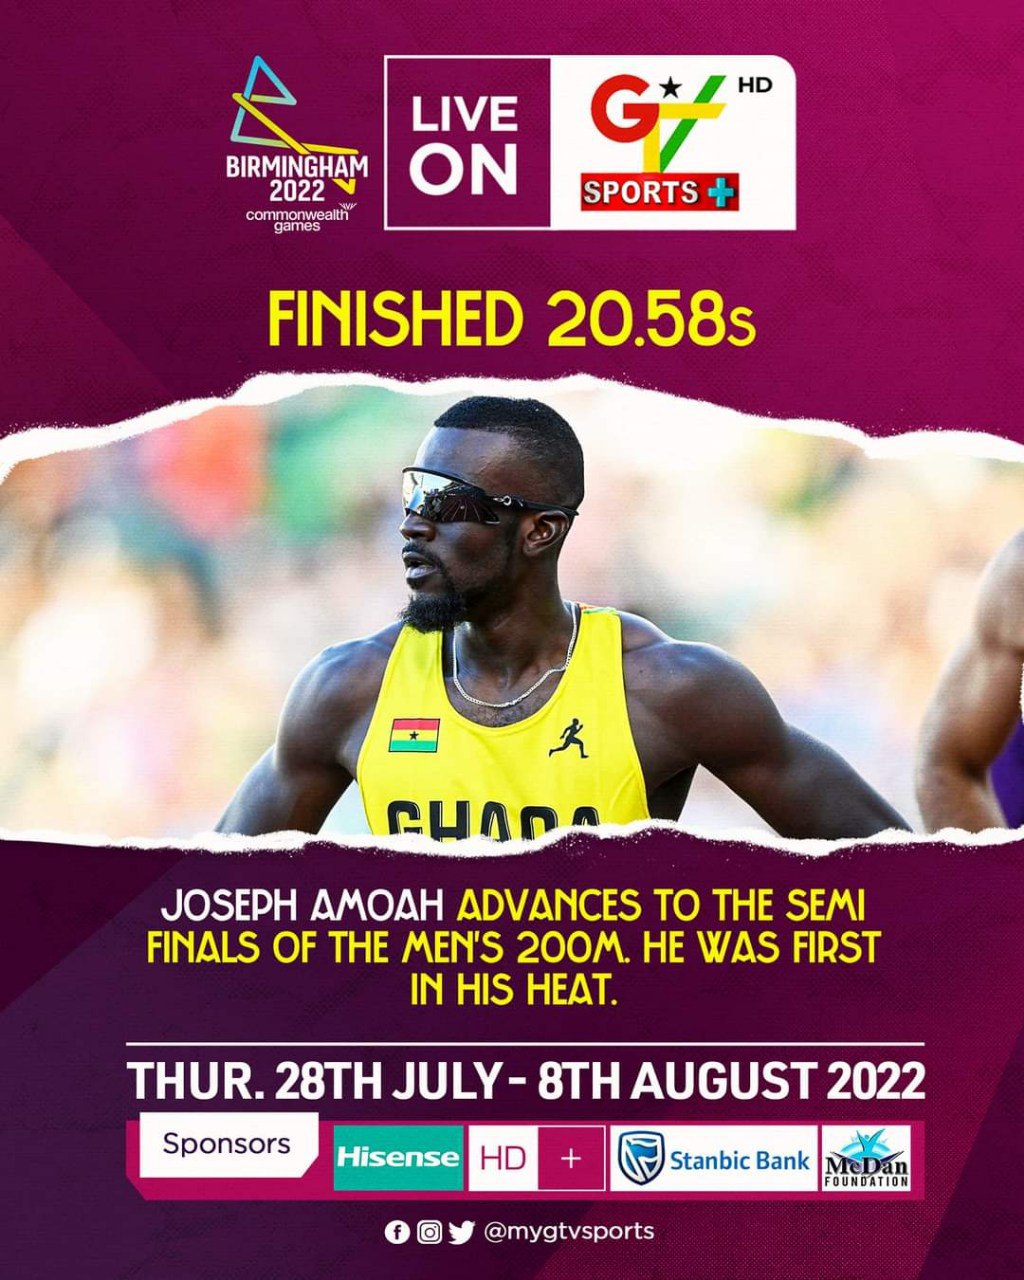 BIRMINGHAM
2022
commonwealth
games
LIVE
ON
GTV
HD
SPORTS +
FINISHED 20.58s
GHANA
JOSEPH AMOAH ADVANCES TO THE SEMI
FINALS OF THE MEN'S 200M. HE WAS FIRST
IN HIS HEAT.
THUR. 28TH JULY - 8TH AUGUST 2022
Sponsors
Hisense
HD +
Stanbic Bank
McDan
FOUNDATION
@mygtvsports